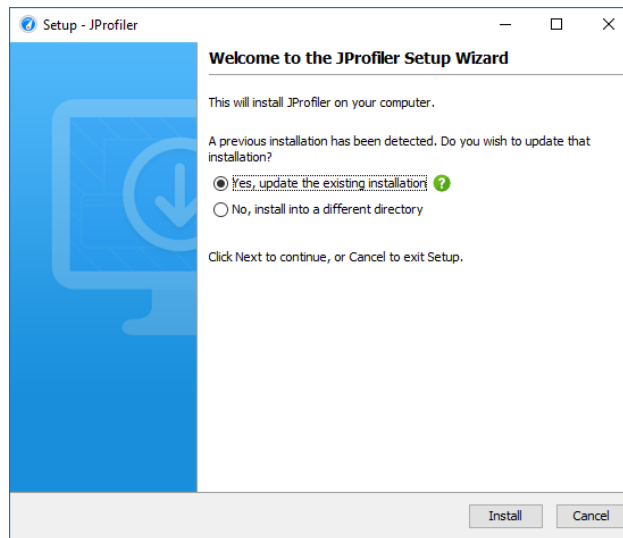 Setup - JProfiler
Welcome to the JProfiler Setup Wizard
This will install JProfiler on your computer.
A previous installation has been detected. Do you wish to update that
installation?
Yes, update the existing installation ?
No, install into a different directory
Click Next to continue, or Cancel to exit Setup.
Install Cancel